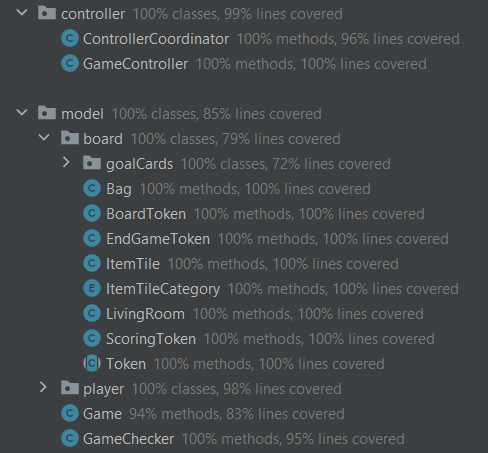 controller 100% classes, 99% lines covered
C ControllerCoordinator 100% methods, 96% lines covered
C GameController 100% methods, 100% lines covered
model 100% classes, 85% lines covered
board 100% classes, 79% lines covered
goalCards 100% classes, 72% lines covered
C Bag 100% methods, 100% lines covered
C BoardToken 100% methods, 100% lines covered
C EndGameToken 100% methods, 100% lines covered
C ItemTile 100% methods, 100% lines covered
E ItemTileCategory 100% methods, 100% lines covered
C LivingRoom 100% methods, 100% lines covered
C ScoringToken 100% methods, 100% lines covered
C Token 100% methods, 100% lines covered
player 100% classes, 98% lines covered
C Game 94% methods, 83% lines covered
C GameChecker 100% methods, 95% lines covered